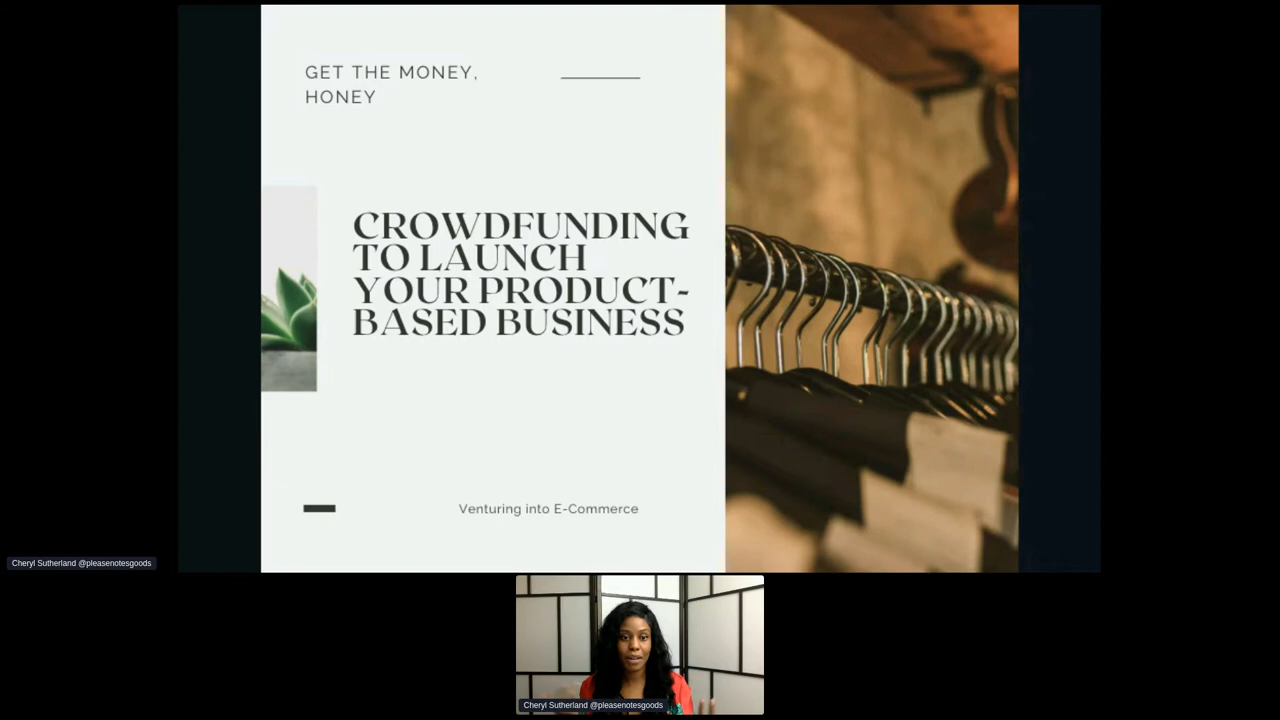 GET THE MONEY,
HONEY
CROWDFUNDING
TO LAUNCH
YOUR PRODUCT-
BASED BUSINESS
Venturing into E-Commerce
Cheryl Sutherland @pleasenotesgoods
Cheryl Sutherland @pleasenotesgoods